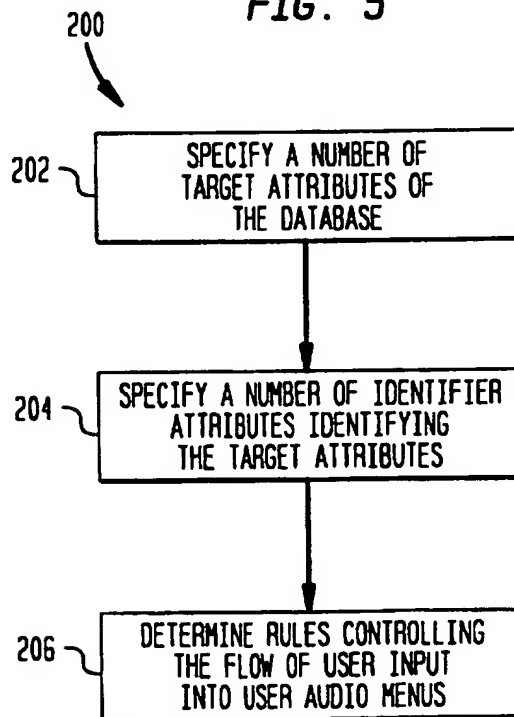 FIG. 5
200
202
SPECIFY A NUMBER OF
TARGET ATTRIBUTES OF
THE DATABASE
204
SPECIFY A NUMBER OF IDENTIFIER
ATTRIBUTES IDENTIFYING
THE TARGET ATTRIBUTES
206
DETERMINE RULES CONTROLLING
THE FLOW OF USER INPUT
INTO USER AUDIO MENUS